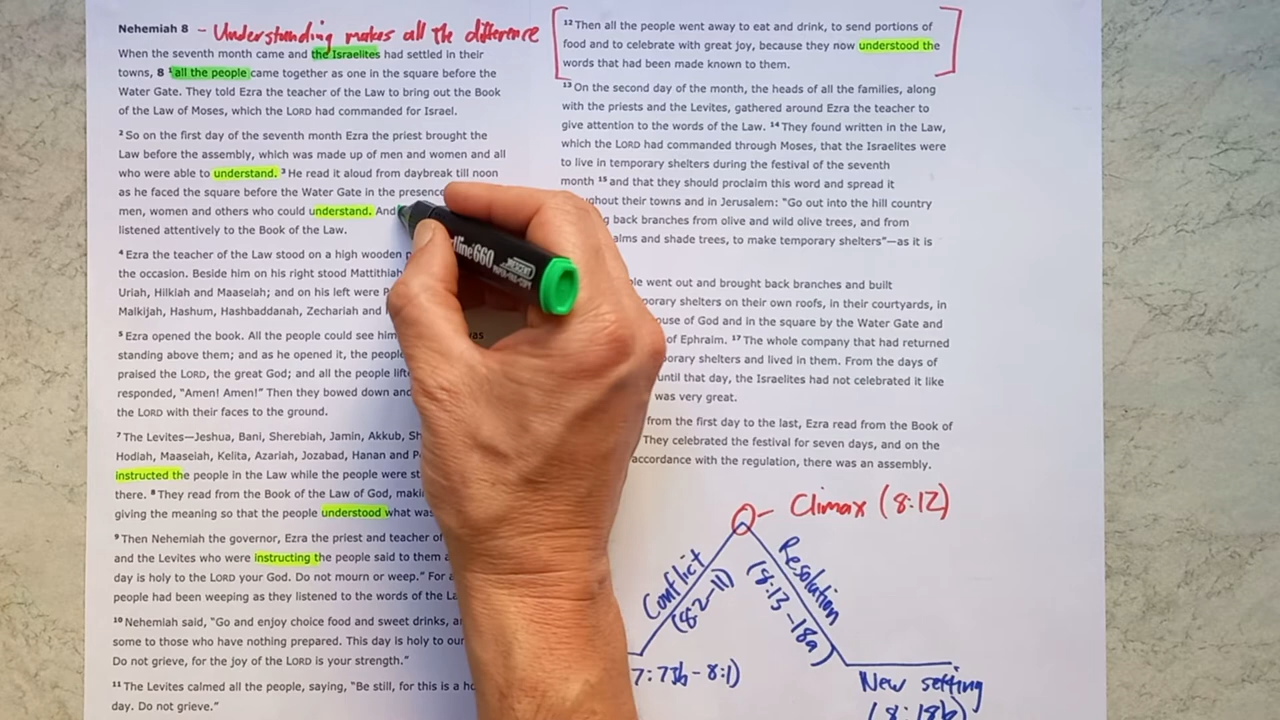 Nehemiah 8 - Understanding makes all the difference
When the seventh month came and the Israelites had settled in their
towns, 8 1 all the people came together as one in the square before the
Water Gate. They told Ezra the teacher of the Law to bring out the Book
of the Law of Moses, which the LORD had commanded for Israel.
2 So on the first day of the seventh month Ezra the priest brought the
Law before the assembly, which was made up of men and women and all
who were able to understand. 3 He read it aloud from daybreak till noon
as he faced the square before the Water Gate in the presence
men, women and others who could understand. And
listened attentively to the Book of the Law.
4 Ezra the teacher of the Law stood on a high wooden
the occasion. Beside him on his right stood Mattithiah
Uriah, Hilkiah and Maaseiah; and on his left were
Malkijah, Hashum, Hashbaddanah, Zechariah and
5 Ezra opened the book. All the people could see him
standing above them; and as he opened it, the people
praised the LORD, the great God; and all the people
responded, "Amen! Amen!" Then they bowed down and
the LORD with their faces to the ground.
7 The Levites—Jeshua, Bani, Sherebiah, Jamin, Akkub,
Hodiah, Maaseiah, Kelita, Azariah, Jozabad, Hanan and
instructed the people in the Law while the people were
there. 8 They read from the Book of the Law of God,
giving the meaning so that the people understood what
9 Then Nehemiah the governor, Ezra the priest and teacher of
and the Levites who were instructing the people said to them
day is holy to the LORD your God. Do not mourn or weep." For
people had been weeping as they listened to the words of the
10 Nehemiah said, "Go and enjoy choice food and sweet drinks,
some to those who have nothing prepared. This day is holy to our
Do not grieve, for the joy of the LORD is your strength."
11 The Levites calmed all the people, saying, "Be still, for this is a
day. Do not grieve."
12 Then all the people went away to eat and drink, to send portions of
food and to celebrate with great joy, because they now understood the
words that had been made known to them.
13 On the second day of the month, the heads of all the families, along
with the priests and the Levites, gathered around Ezra the teacher to
give attention to the words of the Law. 14 They found written in the Law,
which the LORD had commanded through Moses, that the Israelites were
to live in temporary shelters during the festival of the seventh
month 15 and that they should proclaim this word and spread it
their towns and in Jerusalem: "Go out into the hill country
back branches from olive and wild olive trees, and from
and shade trees, to make temporary shelters"—as it is
went out and brought back branches and built
shelters on their own roofs, in their courtyards, in
of God and in the square by the Water Gate and
of Ephraim. 17 The whole company that had returned
shelters and lived in them. From the days of
until that day, the Israelites had not celebrated it like
was very great.
from the first day to the last, Ezra read from the Book of
They celebrated the festival for seven days, and on the
accordance with the regulation, there was an assembly.
Climax (8:12)
Conflict
(8:2-11)
Resolution
(8:13-18a)
7:73b-8:1)
New setting
(8:18b)
660